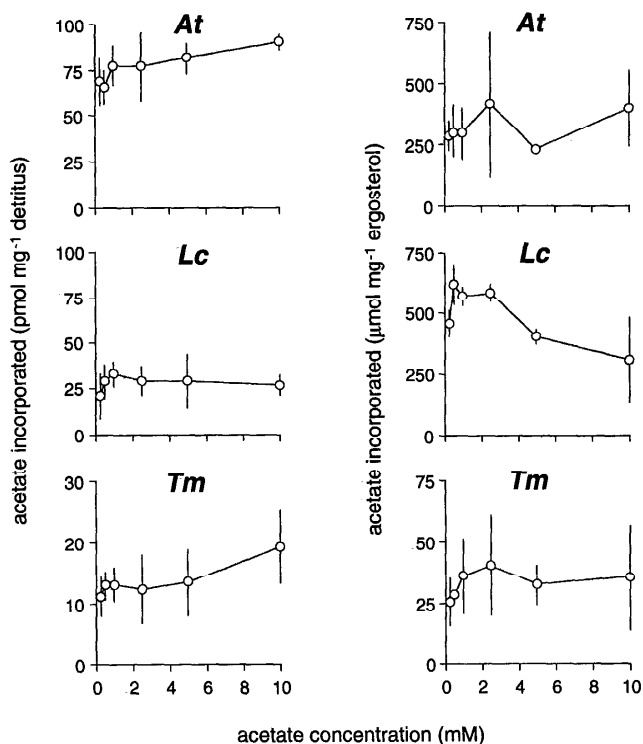 At
100
75
50
25
0
Lc
100
75
50
25
0
Tm
30
20
10
0
0 2 4 6 8 10
acetate incorporated (pmol mg⁻¹ detritus)
At
750
500
250
0
Lc
750
500
250
0
Tm
75
50
25
0
0 2 4 6 8 10
acetate incorporated (µmol mg⁻¹ ergosterol)
acetate concentration (mM)